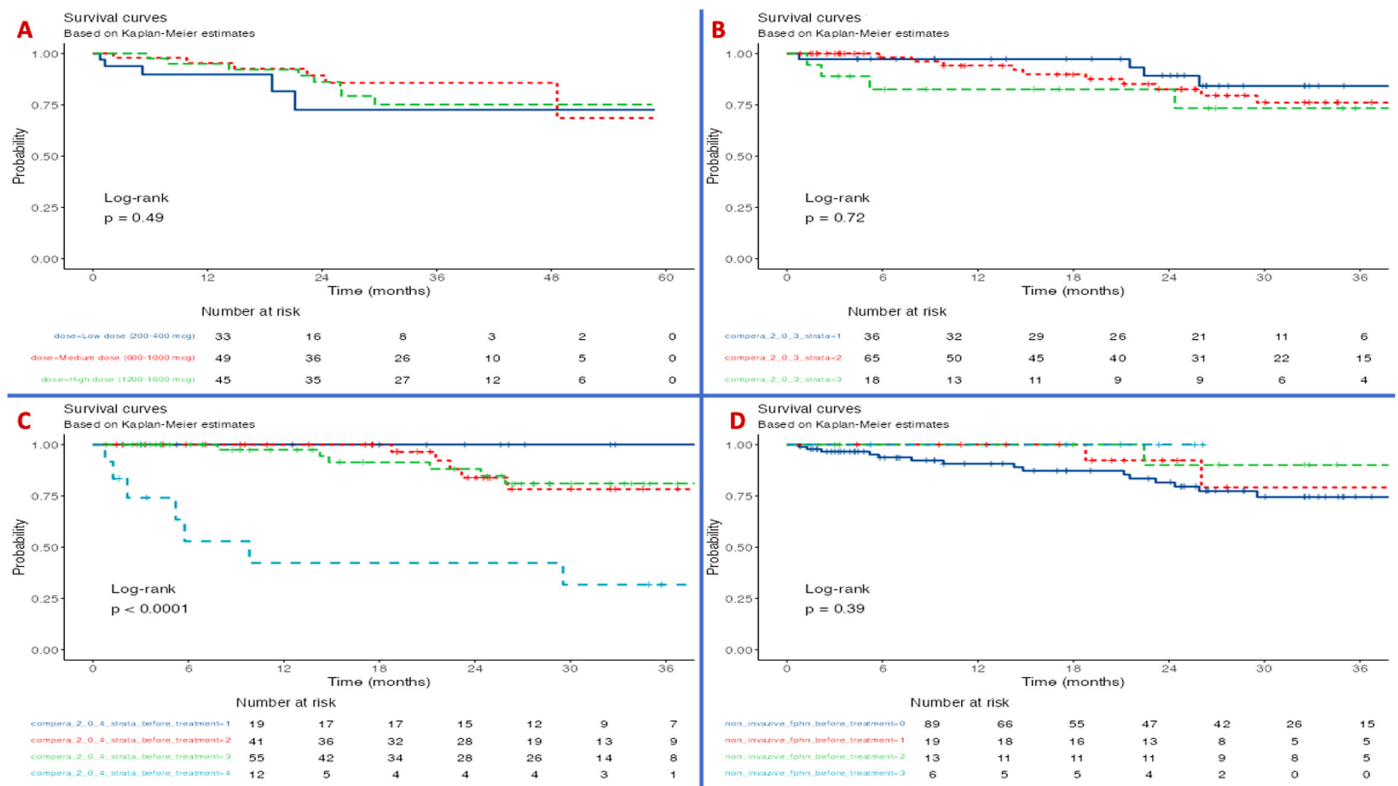 A
Survival curves
Based on Kaplan-Meier estimates
1.00
0.75
0.50
0.25
0.00
Probability
Log-rank
p = 0.49
0 12 24 36 48 60
Time (months)
Number at risk
dose=Low dose (200-400 mcg) 33 16 8 3 2 0
dose=Medium dose (600-1000 mcg) 49 36 26 10 5 0
dose=High dose (1200-1600 mcg) 45 35 27 12 6 0
B
Survival curves
Based on Kaplan-Meier estimates
1.00
0.75
0.50
0.25
0.00
Probability
Log-rank
p = 0.72
0 6 12 18 24 30 36
Time (months)
Number at risk
compera_2_0_3_strata=1 36 32 29 26 21 11 6
compera_2_0_3_strata=2 65 50 45 40 31 22 15
compera_2_0_3_strata=3 18 13 11 9 9 6 4
C
Survival curves
Based on Kaplan-Meier estimates
1.00
0.75
0.50
0.25
0.00
Probability
Log-rank
p < 0.0001
0 6 12 18 24 30 36
Time (months)
Number at risk
compera_2_0_4_strata_before_treatment=1 19 17 17 15 12 9 7
compera_2_0_4_strata_before_treatment=2 41 36 32 28 19 13 9
compera_2_0_4_strata_before_treatment=3 55 42 34 28 26 14 8
compera_2_0_4_strata_before_treatment=4 12 5 4 4 4 3 1
D
Survival curves
Based on Kaplan-Meier estimates
1.00
0.75
0.50
0.25
0.00
Probability
Log-rank
p = 0.39
0 6 12 18 24 30 36
Time (months)
Number at risk
non_invazive_fphn_before_treatment=0 89 66 55 47 42 26 15
non_invazive_fphn_before_treatment=1 19 18 16 13 8 5 5
non_invazive_fphn_before_treatment=2 13 11 11 11 9 8 5
non_invazive_fphn_before_treatment=3 6 5 5 4 2 0 0